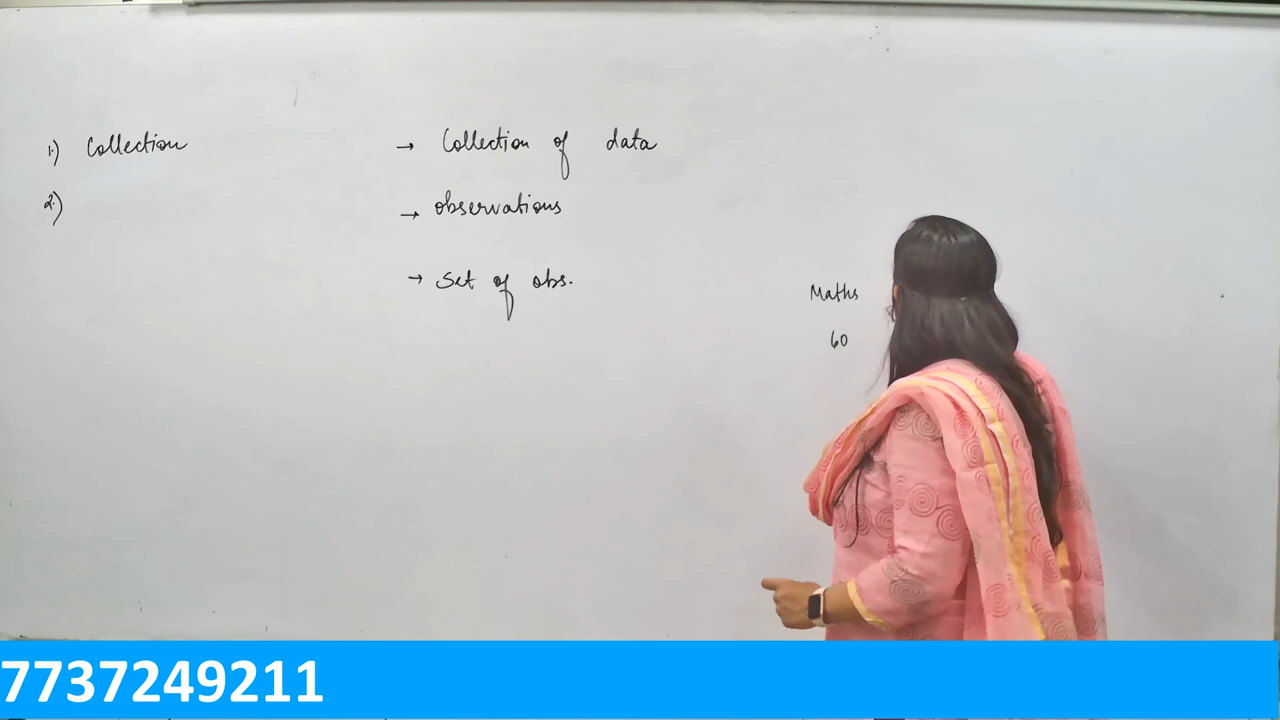 1.) Collection → Collection of data
2.) → observations
→ Set of obs.
Maths
60
7737249211